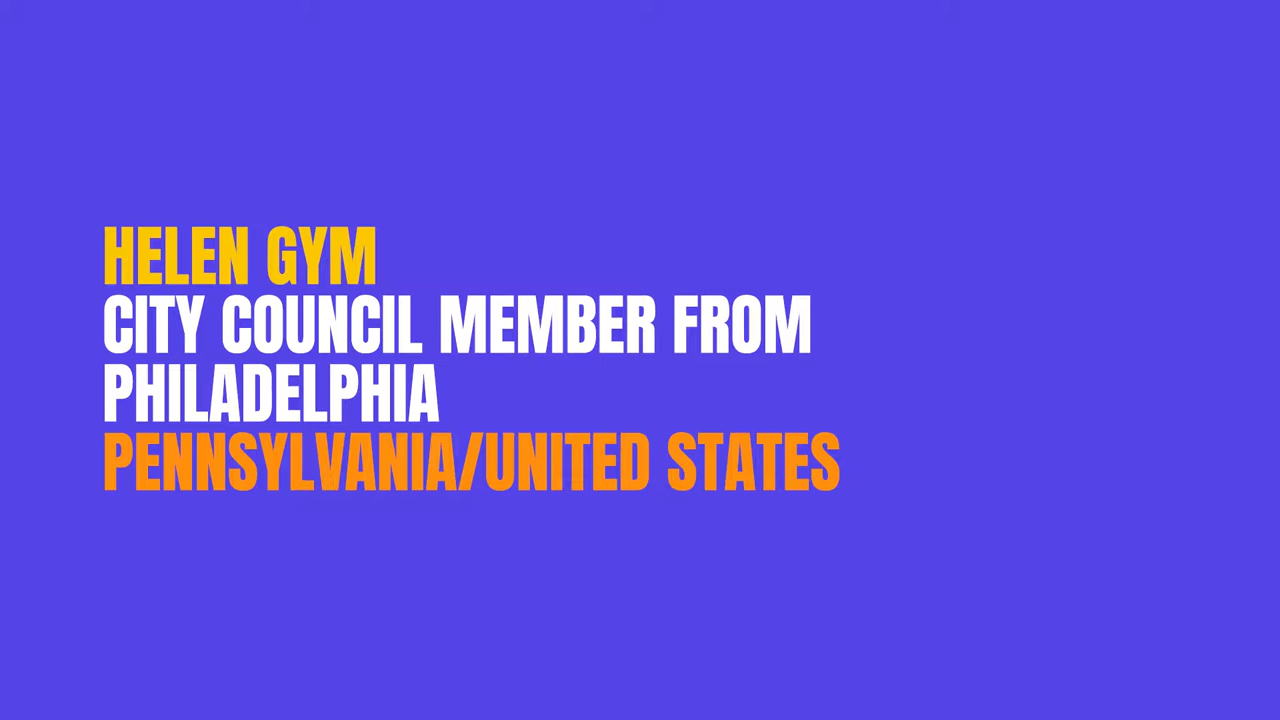 HELEN GYM
CITY COUNCIL MEMBER FROM
PHILADELPHIA
PENNSYLVANIA/UNITED STATES